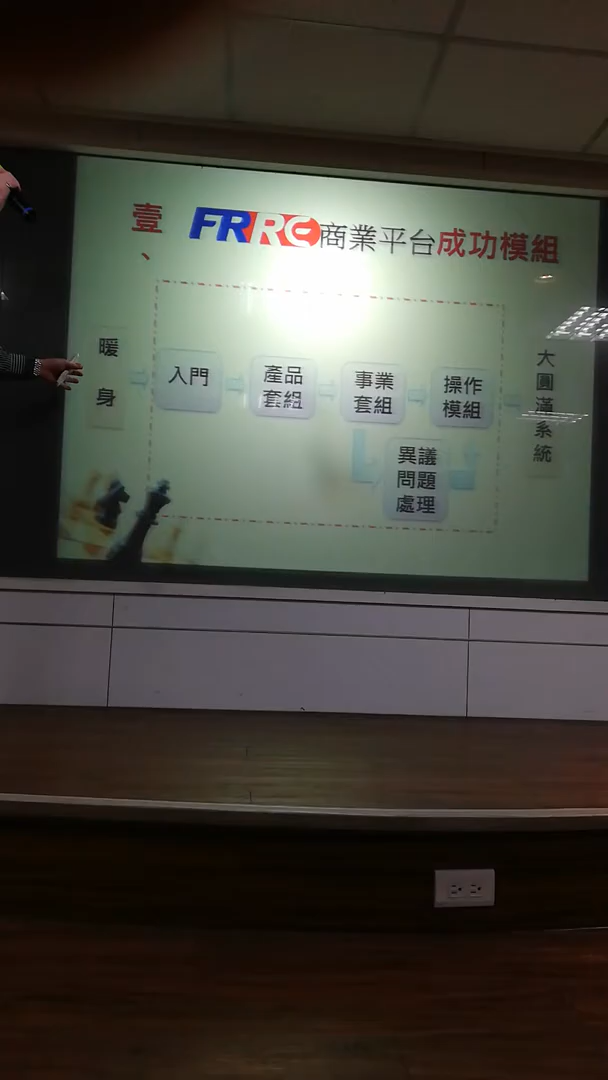 壹、FRRC商業平台成功模組
暖身
入門
產品
套組
事業
套組
操作
模組
異議
問題
處理
大圓滿系統